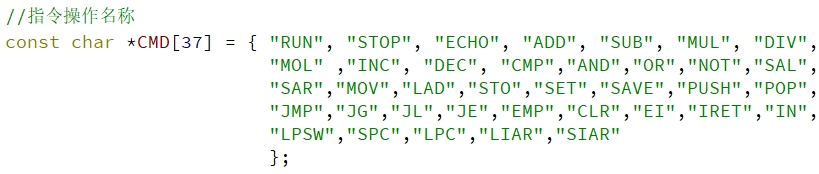 //指令操作名称
const char *CMD[37] = { "RUN", "STOP", "ECHO", "ADD", "SUB", "MUL", "DIV",
"MOL" ,"INC", "DEC", "CMP","AND","OR","NOT","SAL",
"SAR","MOV","LAD","STO","SET","SAVE","PUSH","POP",
"JMP","JG","JL","JE","EMP","CLR","EI","IRET","IN",
"LPSW","SPC","LPC","LIAR","SIAR"
};